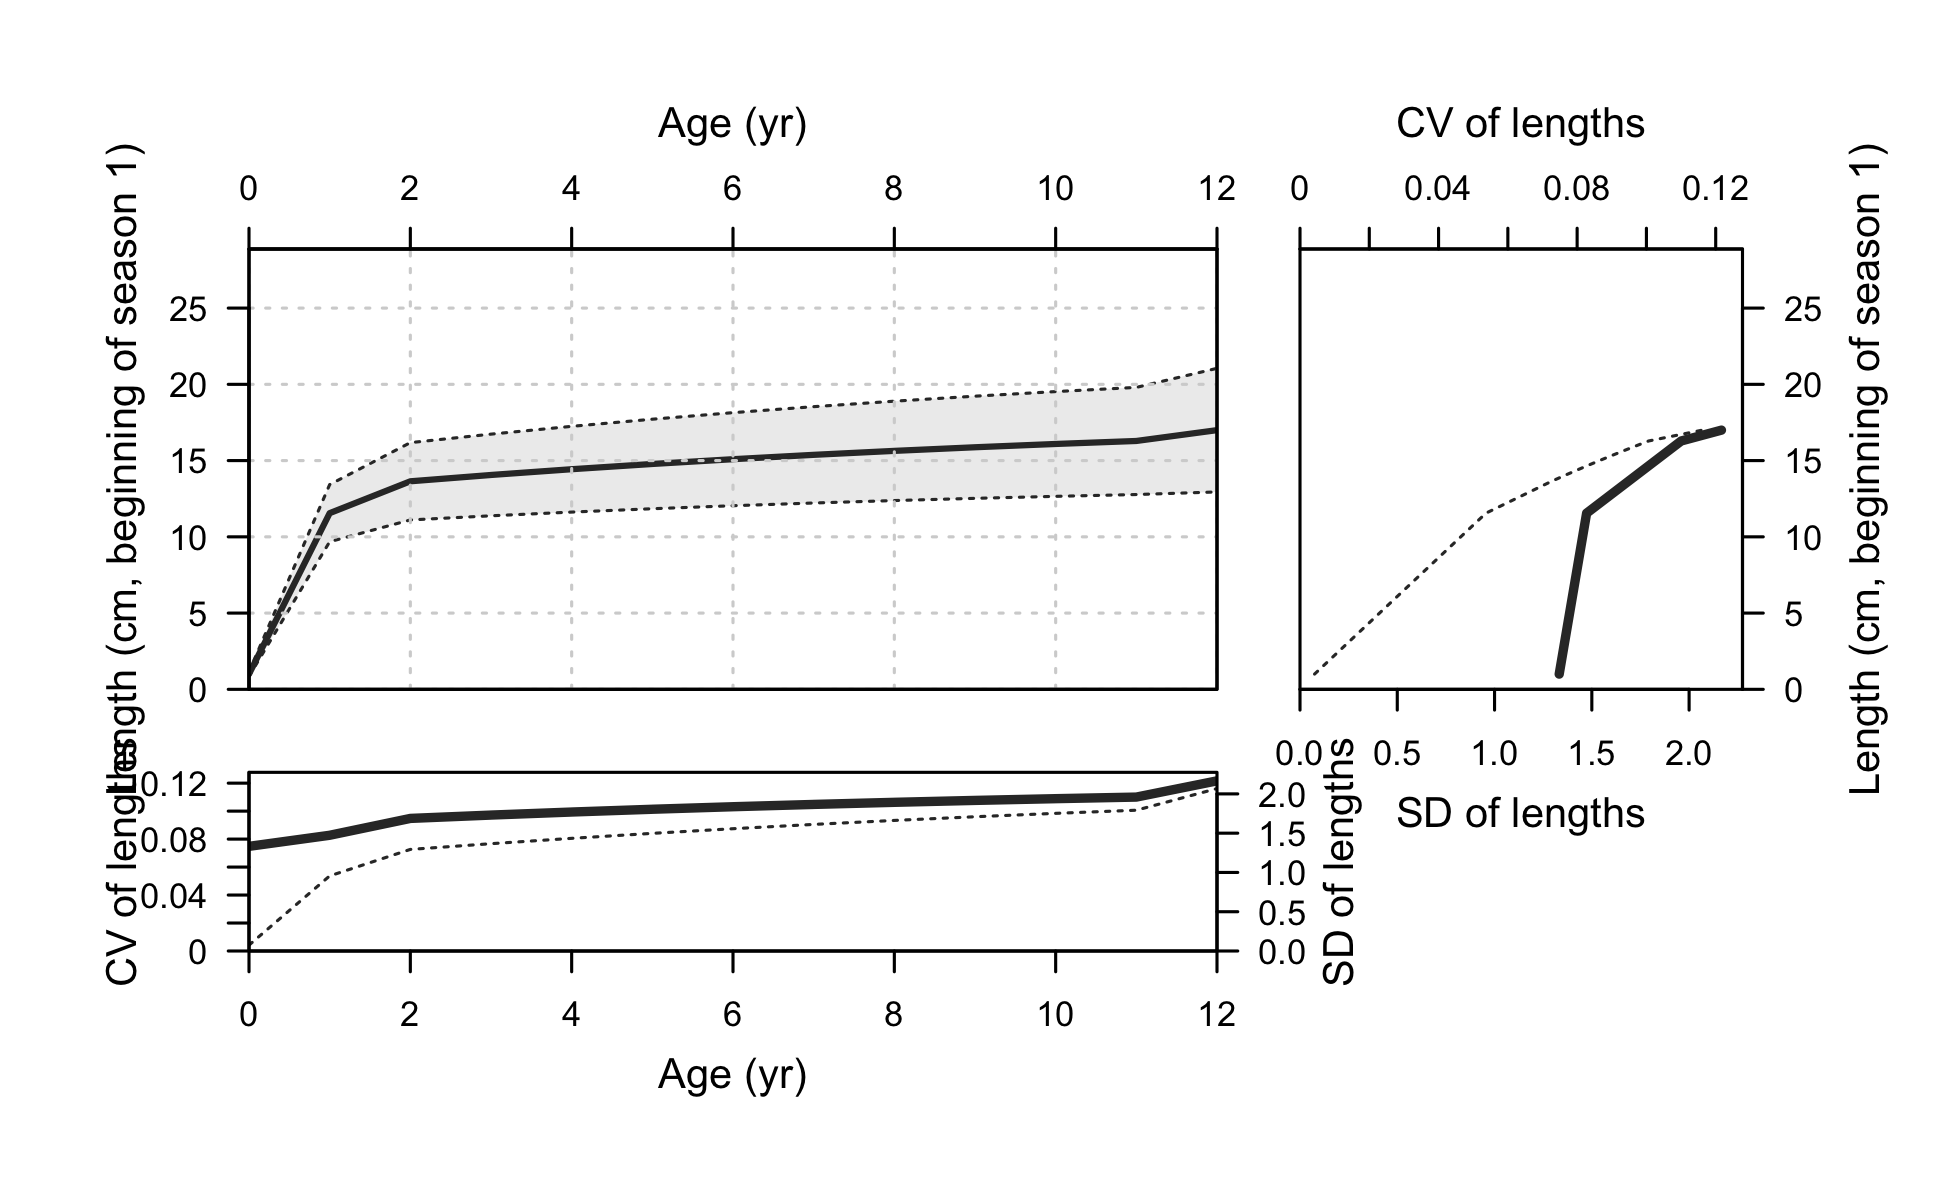 Age (yr)
0 2 4 6 8 10 12
Length (cm, beginning of season 1)
25
20
15
10
5
0
CV of lengths
0 0.04 0.08 0.12
25
20
15
10
5
0
Length (cm, beginning of season 1)
0.0 0.5 1.0 1.5 2.0
SD of lengths
CV of lengths
0.12
0.08
0.04
0
2.0
1.5
1.0
0.5
0.0
SD of lengths
0 2 4 6 8 10 12
Age (yr)